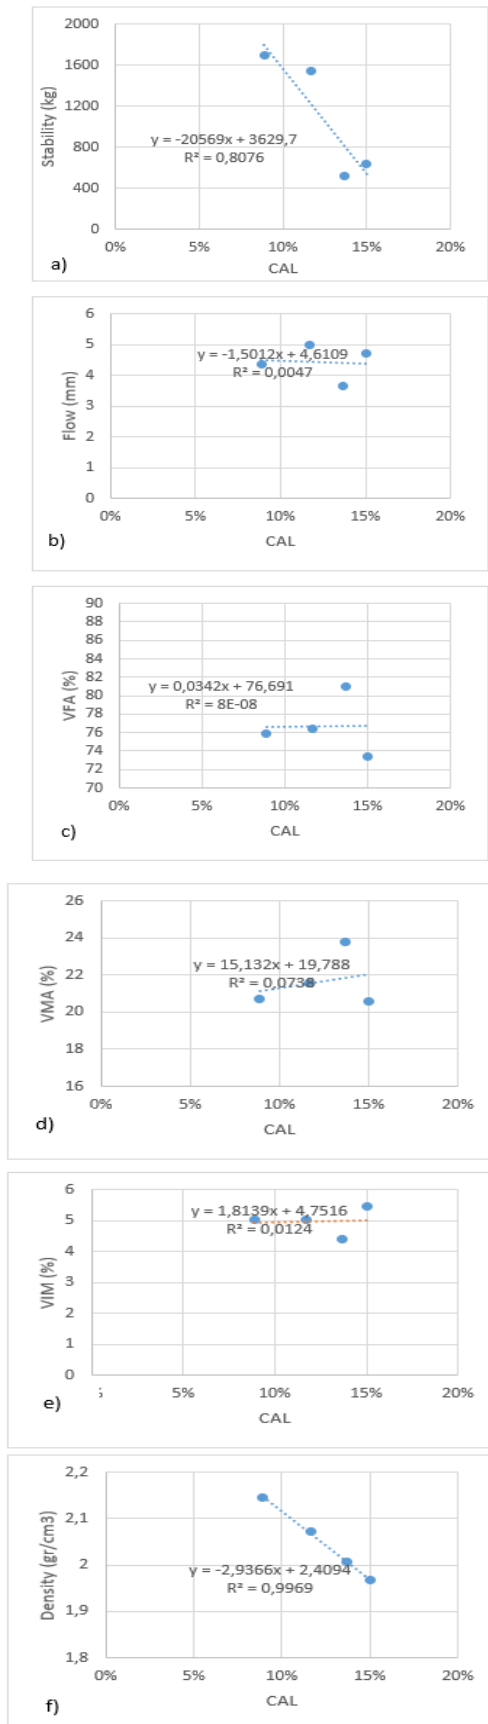 2000
1600
1200
800
400
0
Stability (kg)
y = -20569x + 3629,7
R² = 0,8076
0% 5% 10% 15% 20%
CAL
a)
6
5
4
3
2
1
0
Flow (mm)
y = -1,5012x + 4,6109
R² = 0,0047
0% 5% 10% 15% 20%
CAL
b)
90
88
86
84
82
80
78
76
74
72
70
VFA (%)
y = 0,0342x + 76,691
R² = 8E-08
0% 5% 10% 15% 20%
CAL
c)
26
24
22
20
18
16
VMA (%)
y = 15,132x + 19,788
R² = 0,0738
0% 5% 10% 15% 20%
CAL
d)
6
5
4
3
2
1
0
VIM (%)
y = 1,8139x + 4,7516
R² = 0,0124
5% 10% 15% 20%
CAL
e)
2,2
2,1
2
1,9
1,8
Density (gr/cm3)
y = -2,9366x + 2,4094
R² = 0,9969
0% 5% 10% 15% 20%
CAL
f)